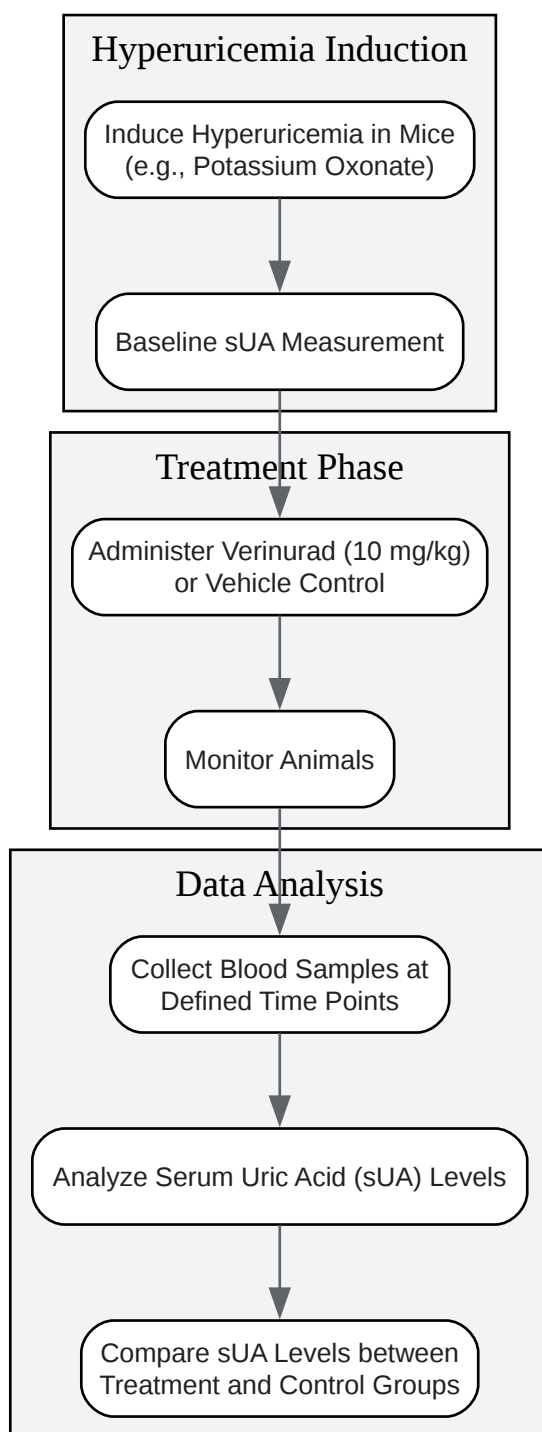 Hyperuricemia Induction
Induce Hyperuricemia in Mice
(e.g., Potassium Oxonate)
Baseline sUA Measurement
Treatment Phase
Administer Verinurad (10 mg/kg)
or Vehicle Control
Monitor Animals
Data Analysis
Collect Blood Samples at
Defined Time Points
Analyze Serum Uric Acid (sUA) Levels
Compare sUA Levels between
Treatment and Control Groups